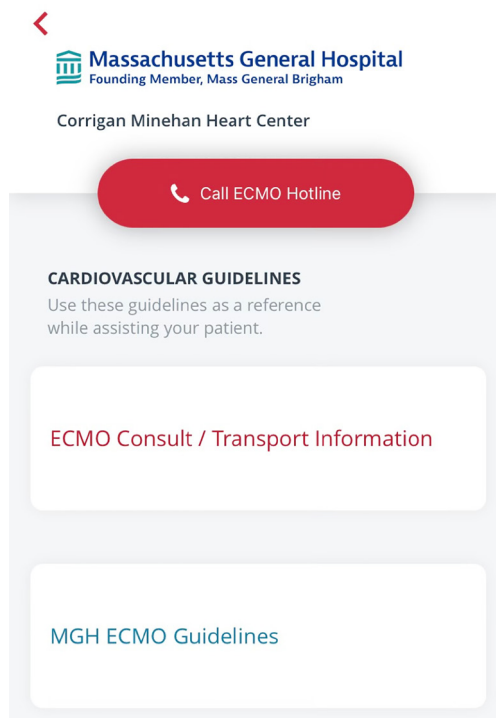 Massachusetts General Hospital
Founding Member, Mass General Brigham
Corrigan Minehan Heart Center
Call ECMO Hotline
CARDIOVASCULAR GUIDELINES
Use these guidelines as a reference
while assisting your patient.
ECMO Consult / Transport Information
MGH ECMO Guidelines